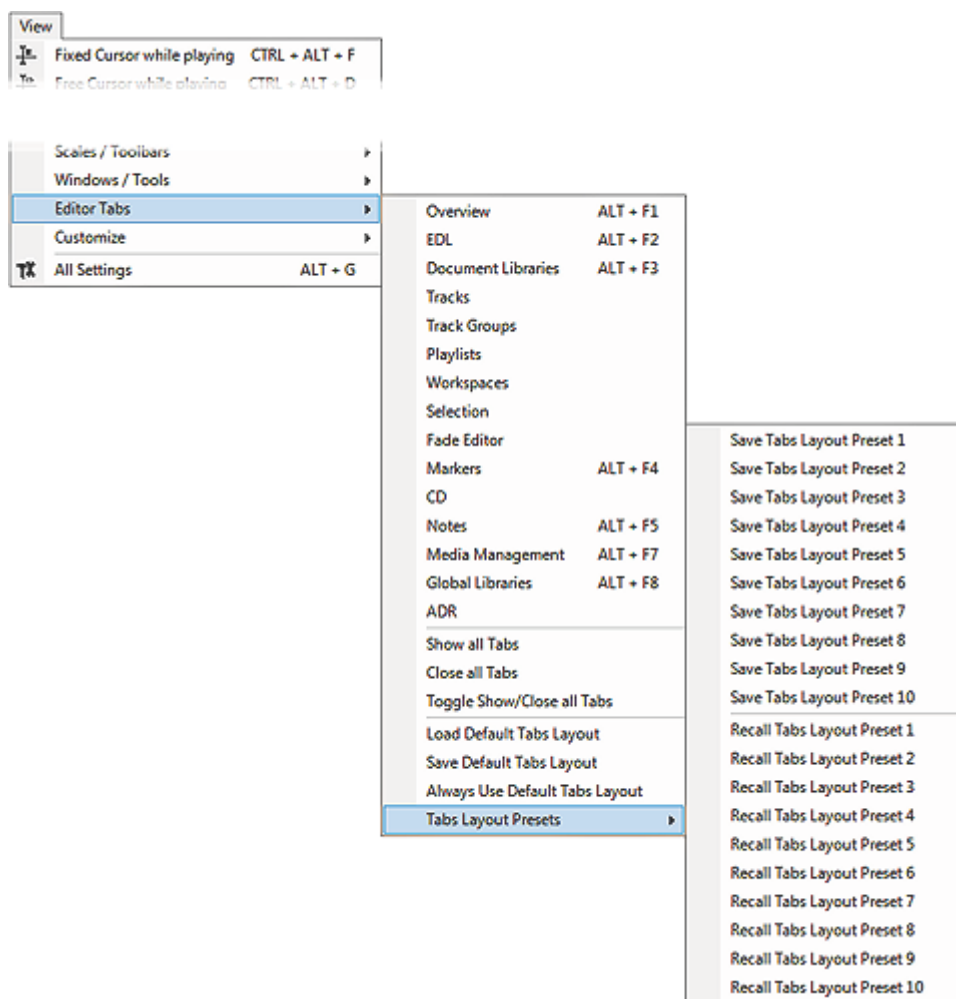 View
Fixed Cursor while playing CTRL + ALT + F
Free Cursor while playing CTRL + ALT + D
Scales / Toolbars
Windows / Tools
Editor Tabs
Customize
All Settings ALT + G
Overview ALT + F1
EDL ALT + F2
Document Libraries ALT + F3
Tracks
Track Groups
Playlists
Workspaces
Selection
Fade Editor
Markers ALT + F4
CD
Notes ALT + F5
Media Management ALT + F7
Global Libraries ALT + F8
ADR
Show all Tabs
Close all Tabs
Toggle Show/Close all Tabs
Load Default Tabs Layout
Save Default Tabs Layout
Always Use Default Tabs Layout
Tabs Layout Presets
Save Tabs Layout Preset 1
Save Tabs Layout Preset 2
Save Tabs Layout Preset 3
Save Tabs Layout Preset 4
Save Tabs Layout Preset 5
Save Tabs Layout Preset 6
Save Tabs Layout Preset 7
Save Tabs Layout Preset 8
Save Tabs Layout Preset 9
Save Tabs Layout Preset 10
Recall Tabs Layout Preset 1
Recall Tabs Layout Preset 2
Recall Tabs Layout Preset 3
Recall Tabs Layout Preset 4
Recall Tabs Layout Preset 5
Recall Tabs Layout Preset 6
Recall Tabs Layout Preset 7
Recall Tabs Layout Preset 8
Recall Tabs Layout Preset 9
Recall Tabs Layout Preset 10